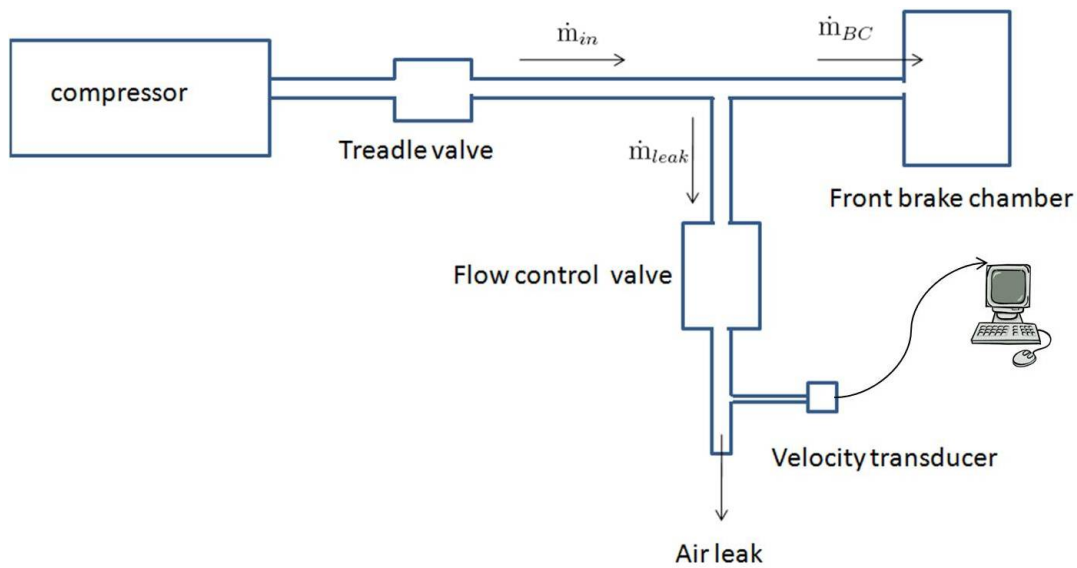 ṁ_in
ṁ_BC
compressor
Treadle valve
ṁ_leak
Front brake chamber
Flow control valve
Velocity transducer
Air leak